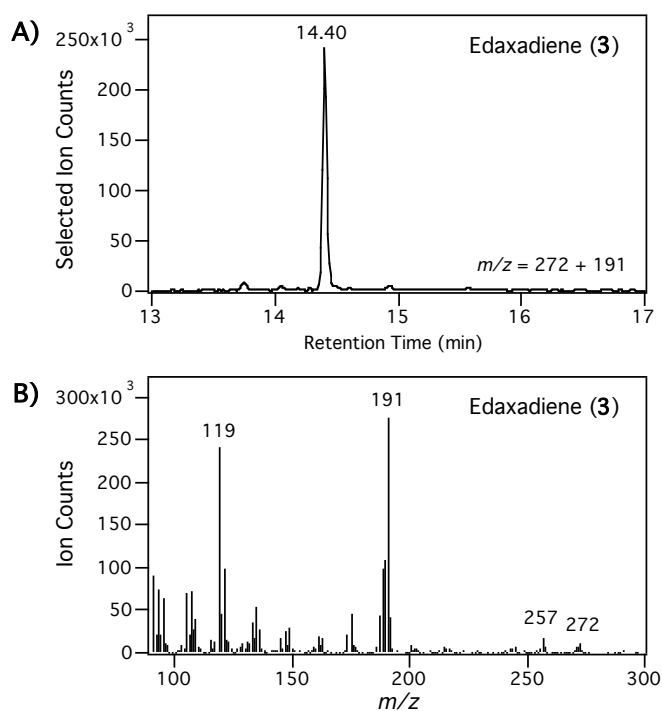 A)
Selected Ion Counts
250x10 3
200
150
100
50
0
14.40
Edaxadiene (3)
m/z = 272 + 191
13
14
15
16
17
Retention Time (min)
B)
Ion Counts
300x10 3
250
200
150
100
50
0
119
191
Edaxadiene (3)
257
272
100
150
200
250
300
m/z